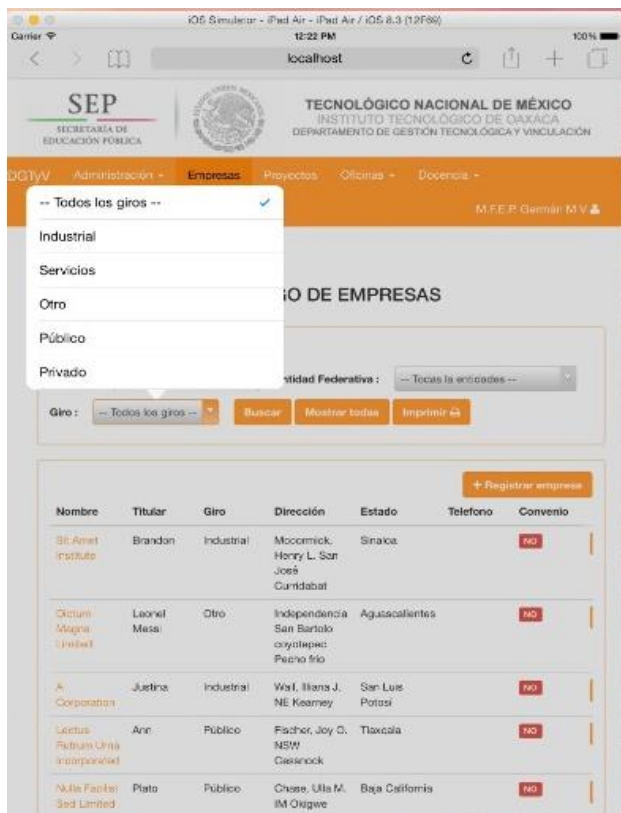 iOS Simulator - iPad Air - iPad Air / iOS 8.3 (12F69)
Carrier 12:22 PM 100%
localhost
SEP
SECRETARÍA DE
EDUCACIÓN PÚBLICA
TECNOLÓGICO NACIONAL DE MÉXICO
INSTITUTO TECNOLÓGICO DE OAXACA
DEPARTAMENTO DE GESTIÓN TECNOLÓGICA Y VINCULACIÓN
DGTyV Administración Empresas Proyectos Oficinas Docencia
M.F.E.P. Germán M V
-- Todos los giros --
Industrial
Servicios
Otro
Público
Privado
GO DE EMPRESAS
ntidad Federativa : -- Todas la entidades --
Giro : -- Todos los giros -- Buscar Mostrar todas Imprimir
+ Registrar empresa
Nombre Titular Giro Dirección Estado Telefono Convenio
Sit Amet Brandon Industrial Mccormick, Sinaloa NO
Institute Henry L. San
José
Curridabat
Dictum Leonel Otro Independencia Aguascalientes NO
Magna Messi San Bartolo
Limited coyotepec
Pecho frio
A Justina Industrial Wall, Illiana J. San Luis NO
Corporation NE Kearney Potosí
Lectus Ann Público Fischer, Joy O. Tlaxcala NO
Rutrum Urna NSW
Incorporated Cessnock
Nulla Facilisi Plato Público Chase, Ulla M. Baja California NO
Sed Limited IM Okigwe